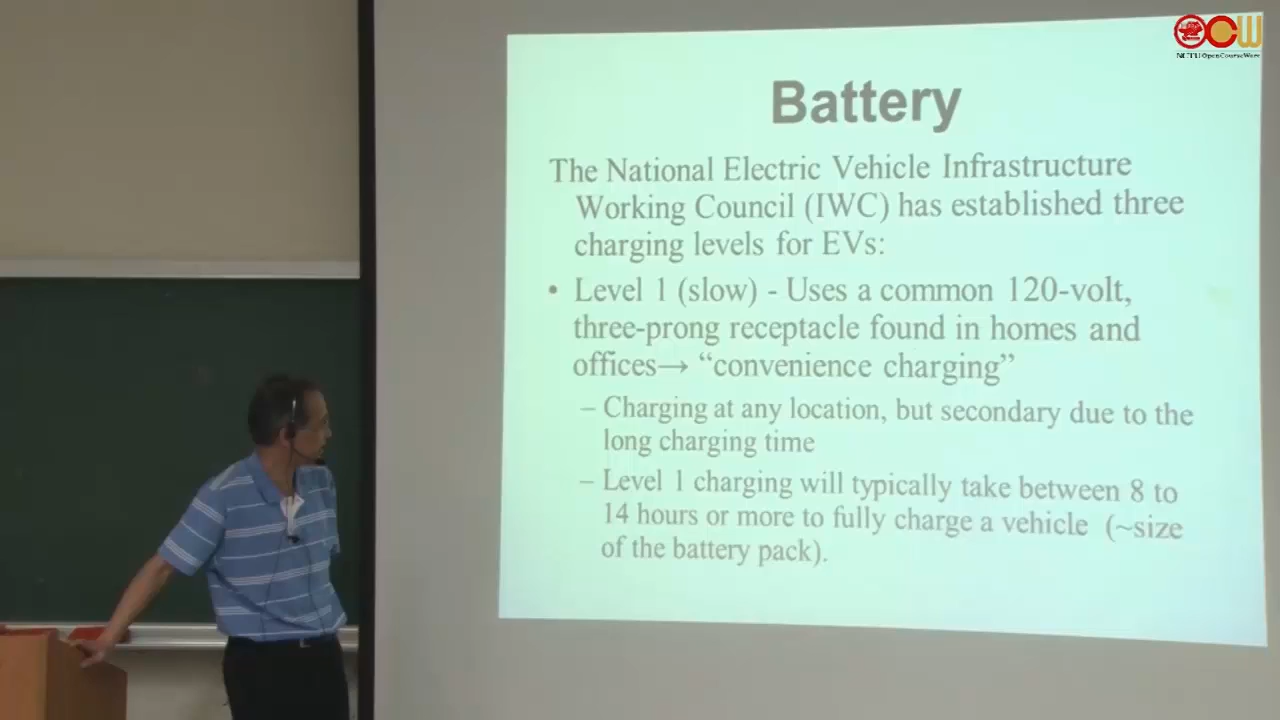 OCW
NCTU OpenCourseWare
Battery
The National Electric Vehicle Infrastructure
Working Council (IWC) has established three
charging levels for EVs:
• Level 1 (slow) - Uses a common 120-volt,
three-prong receptacle found in homes and
offices→ “convenience charging”
– Charging at any location, but secondary due to the
long charging time
– Level 1 charging will typically take between 8 to
14 hours or more to fully charge a vehicle (~size
of the battery pack).